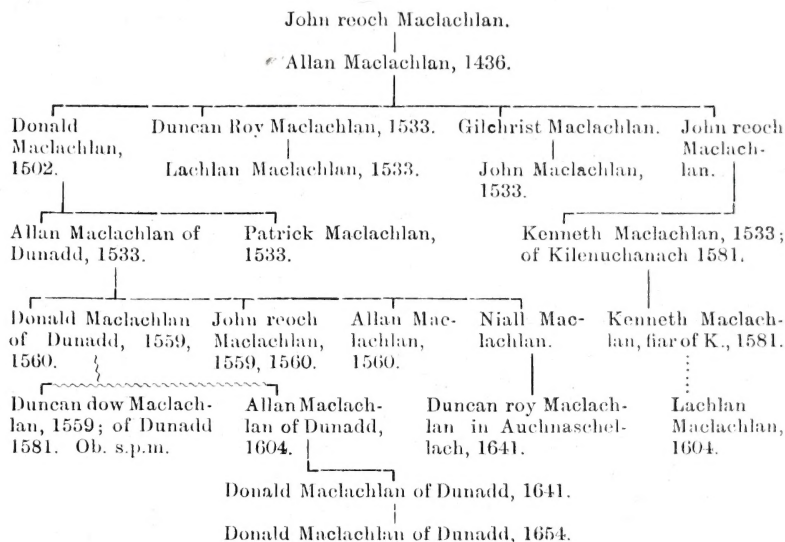 John reoch Maclachlan.
Allan Maclachlan, 1436.
Donald
Maclachlan,
1502.
Duncan Roy Maclachlan, 1533.
Lachlan Maclachlan, 1533.
Gilchrist Maclachlan.
John Maclachlan,
1533.
John reoch
Maclach-
lan.
Allan Maclachlan of
Dunadd, 1533.
Patrick Maclachlan,
1533.
Kenneth Maclachlan, 1533;
of Kilenuchanach 1581.
Donald Maclachlan
of Dunadd, 1559,
1560.
John reoch
Maclachlan,
1559, 1560.
Allan Mac-
lachlan,
1560.
Niall Mac-
lachlan.
Kenneth Maclach-
lan, fiar of K., 1581.
Duncan dow Maclach-
lan, 1559; of Dunadd
1581. Ob. s.p.m.
Allan Maclach-
lan of Dunadd,
1604.
Duncan roy Maclach-
lan in Auchnaschel-
lach, 1641.
Lachlan
Maclachlan,
1604.
Donald Maclachlan of Dunadd, 1641.
Donald Maclachlan of Dunadd, 1654.